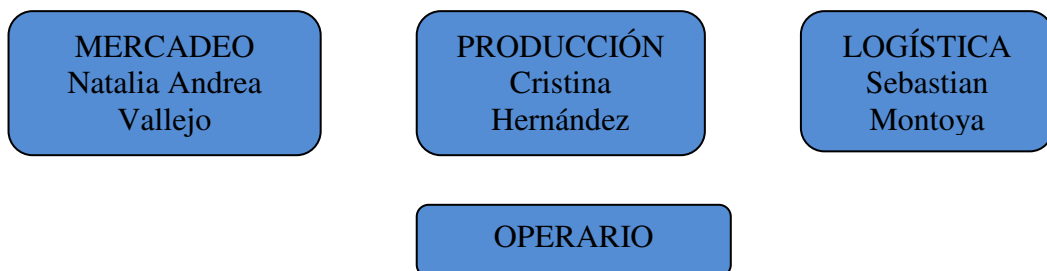 MERCADEO
Natalia Andrea
Vallejo
PRODUCCIÓN
Cristina
Hernández
LOGÍSTICA
Sebastian
Montoya
OPERARIO